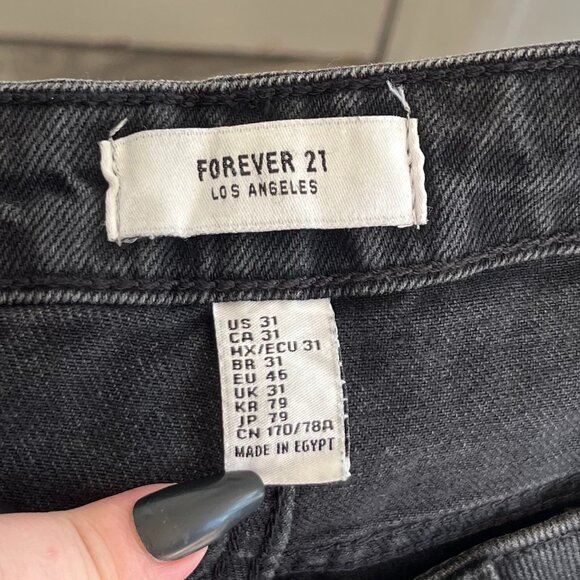 FOREVER 21
LOS ANGELES
US 31
CA 31
MX/ECU 31
BR 31
EU 46
UK 31
KR 79
JP 79
CN 170/78A
MADE IN EGYPT